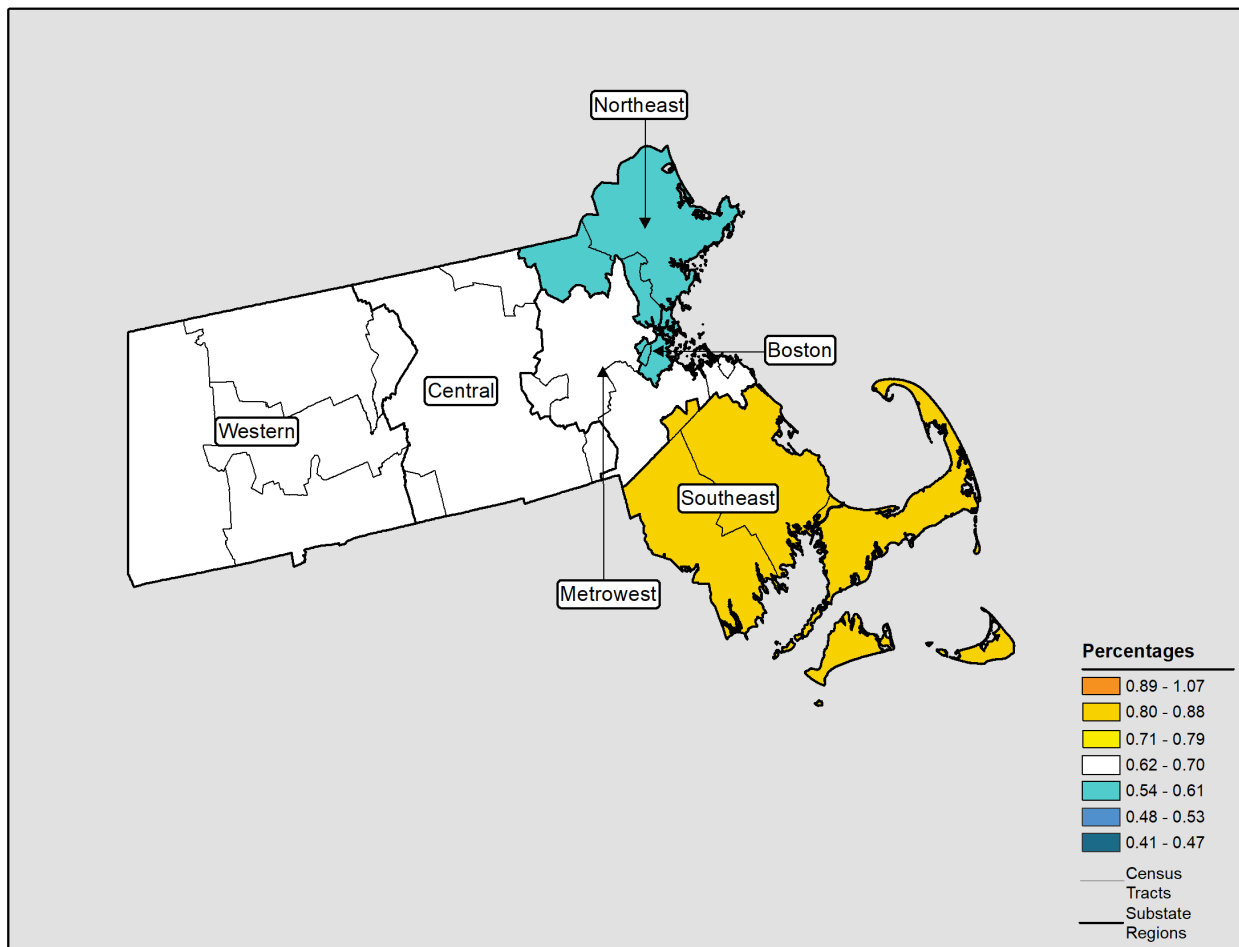 Northeast
Boston
Central
Western
Southeast
Metrowest
Percentages
0.89 - 1.07
0.80 - 0.88
0.71 - 0.79
0.62 - 0.70
0.54 - 0.61
0.48 - 0.53
0.41 - 0.47
Census
Tracts
Substate
Regions